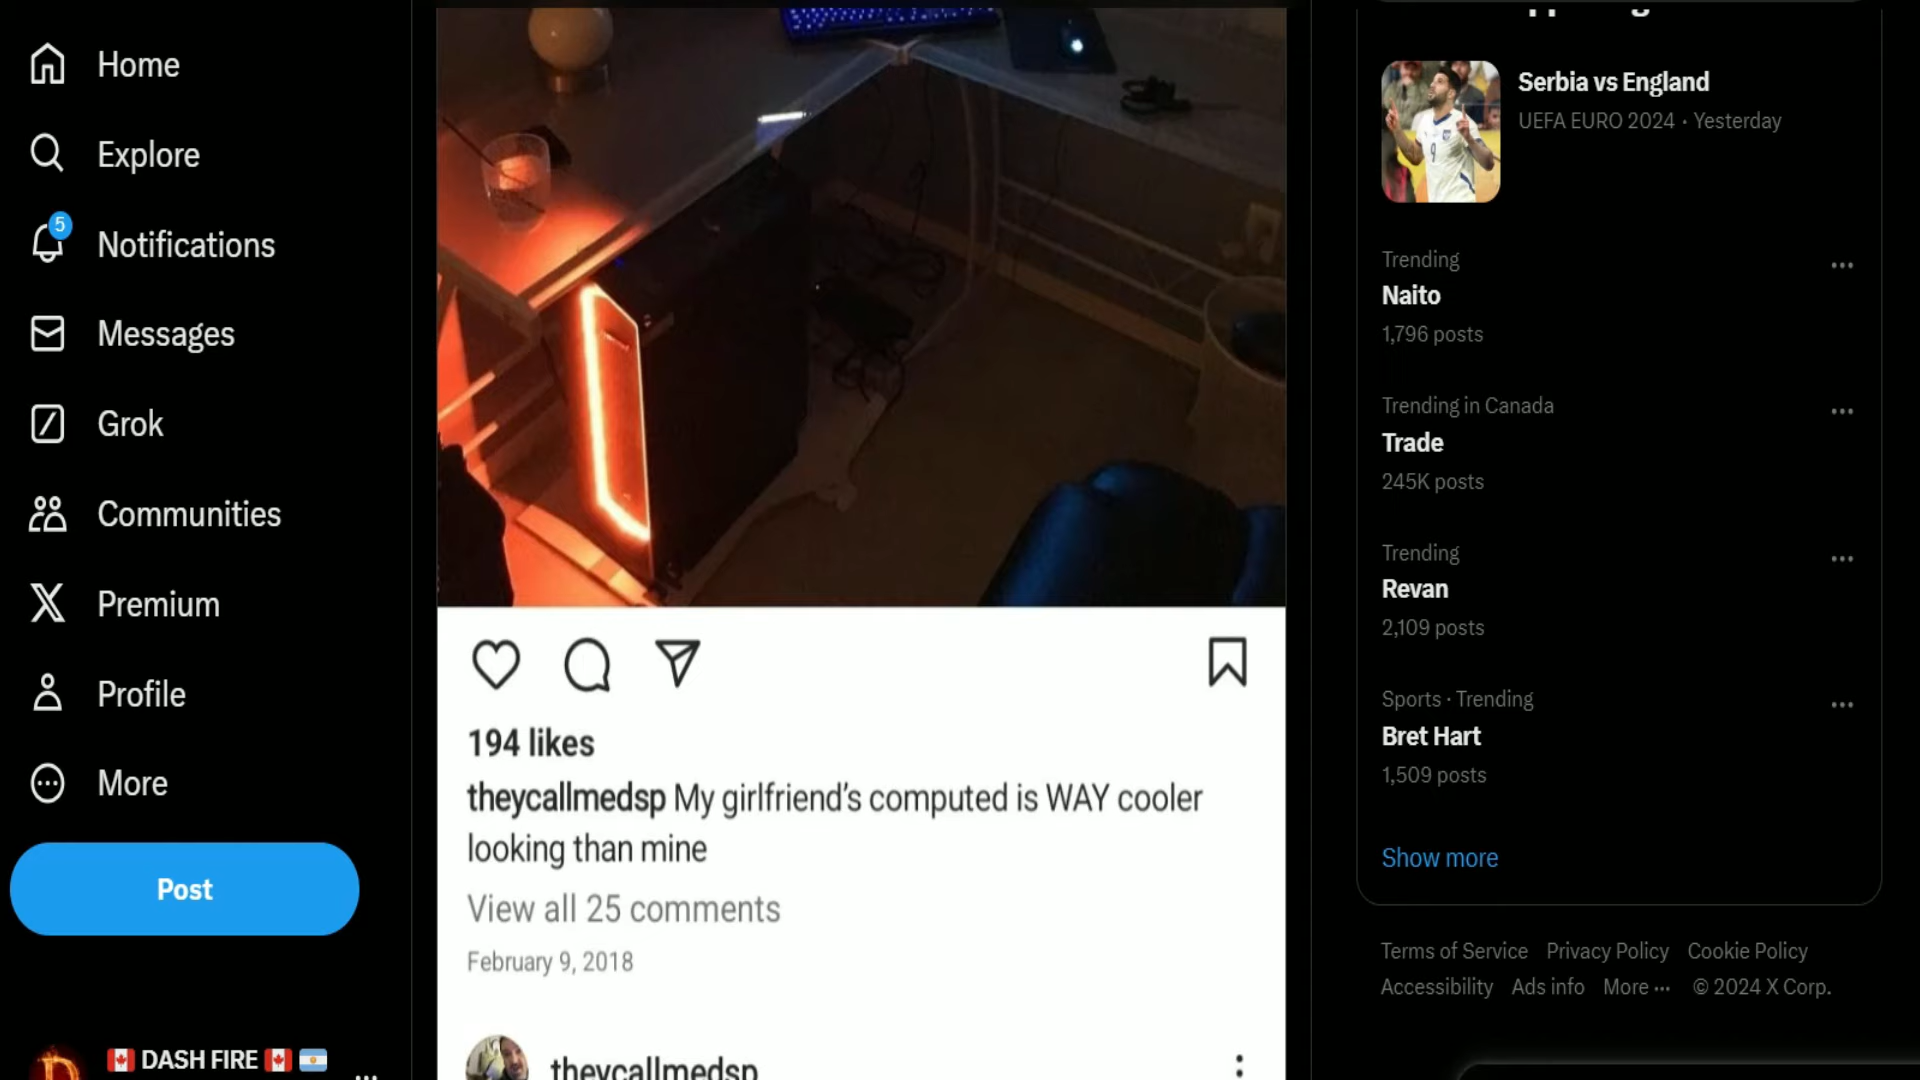 Home
Explore
5
Notifications
Messages
Grok
Communities
Premium
Profile
More
Post
DASH FIRE
194 likes
theycallmedsp My girlfriend's computed is WAY cooler
looking than mine
View all 25 comments
February 9, 2018
theycallmedsp
Serbia vs England
UEFA EURO 2024 · Yesterday
Trending
Naito
1,796 posts
Trending in Canada
Trade
245K posts
Trending
Revan
2,109 posts
Sports · Trending
Bret Hart
1,509 posts
Show more
Terms of Service Privacy Policy Cookie Policy
Accessibility Ads info More ··· © 2024 X Corp.